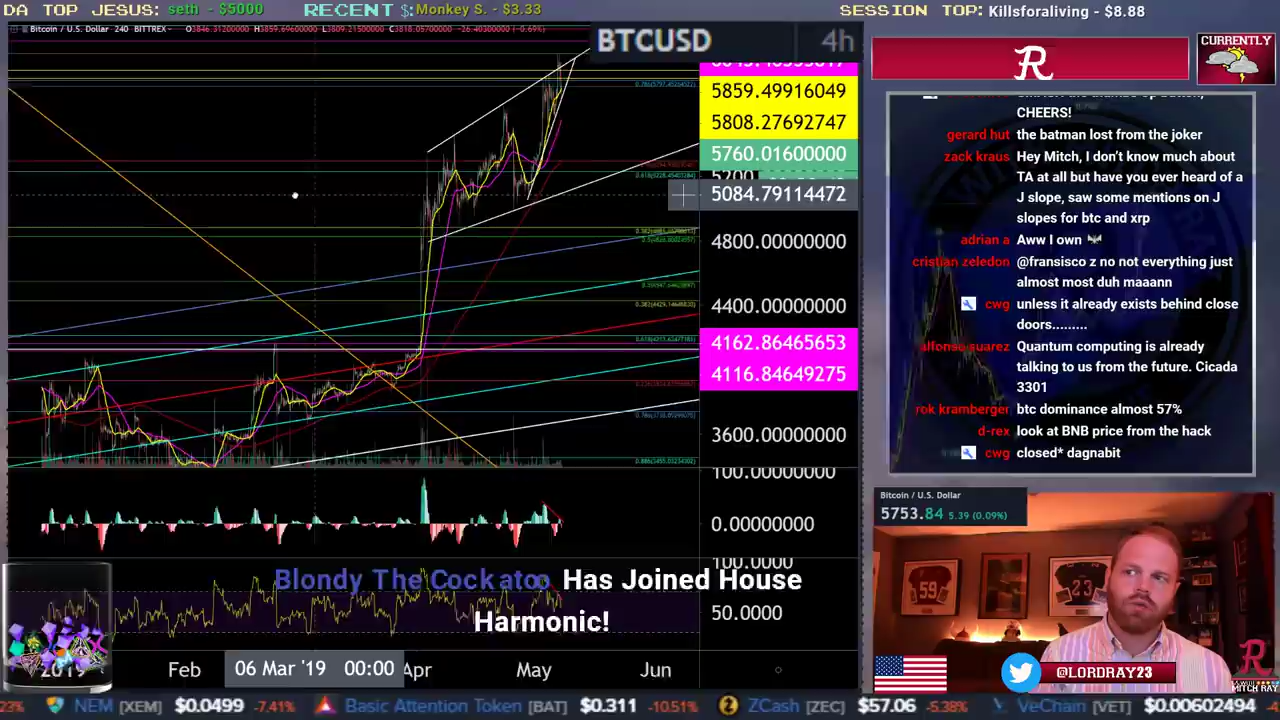 DA TOP JESUS: seth - $5000
RECENT $: Monkey S. - $3.33
SESSION TOP: Killsforaliving - $8.88
Bitcoin / U.S. Dollar · 240 BITTREX
BTCUSD 4h
R
CURRENTLY
5859.49916049
5808.27692747
5760.01600000
5200
5084.79114472
4800.00000000
4400.00000000
4162.86465653
4116.84649275
3600.00000000
100.00000000
0.00000000
100.0000
50.0000
CHEERS!
gerard hut the batman lost from the joker
zack kraus Hey Mitch, I don't know much about
TA at all but have you ever heard of a
J slope, saw some mentions on J
slopes for btc and xrp
adrian a Aww I own
cristian zeledon @fransisco z no not everything just
almost most duh maaann
cwg unless it already exists behind close
doors.........
alfonso suarez Quantum computing is already
talking to us from the future. Cicada
3301
rok kramberger btc dominance almost 57%
d-rex look at BNB price from the hack
cwg closed* dagnabit
Bitcoin / U.S. Dollar
5753.84 5.39 (0.09%)
59
23
Blondy The Cockatoo Has Joined House
Harmonic!
Feb
06 Mar '19 00:00
Apr
May
Jun
@LORDRAY23
R
MITCH RAY
NEM [XEM] $0.0499 -7.41%
Basic Attention Token [BAT] $0.311 -10.51%
ZCash [ZEC] $57.06 -5.38%
VeChain [VET] $0.00602494